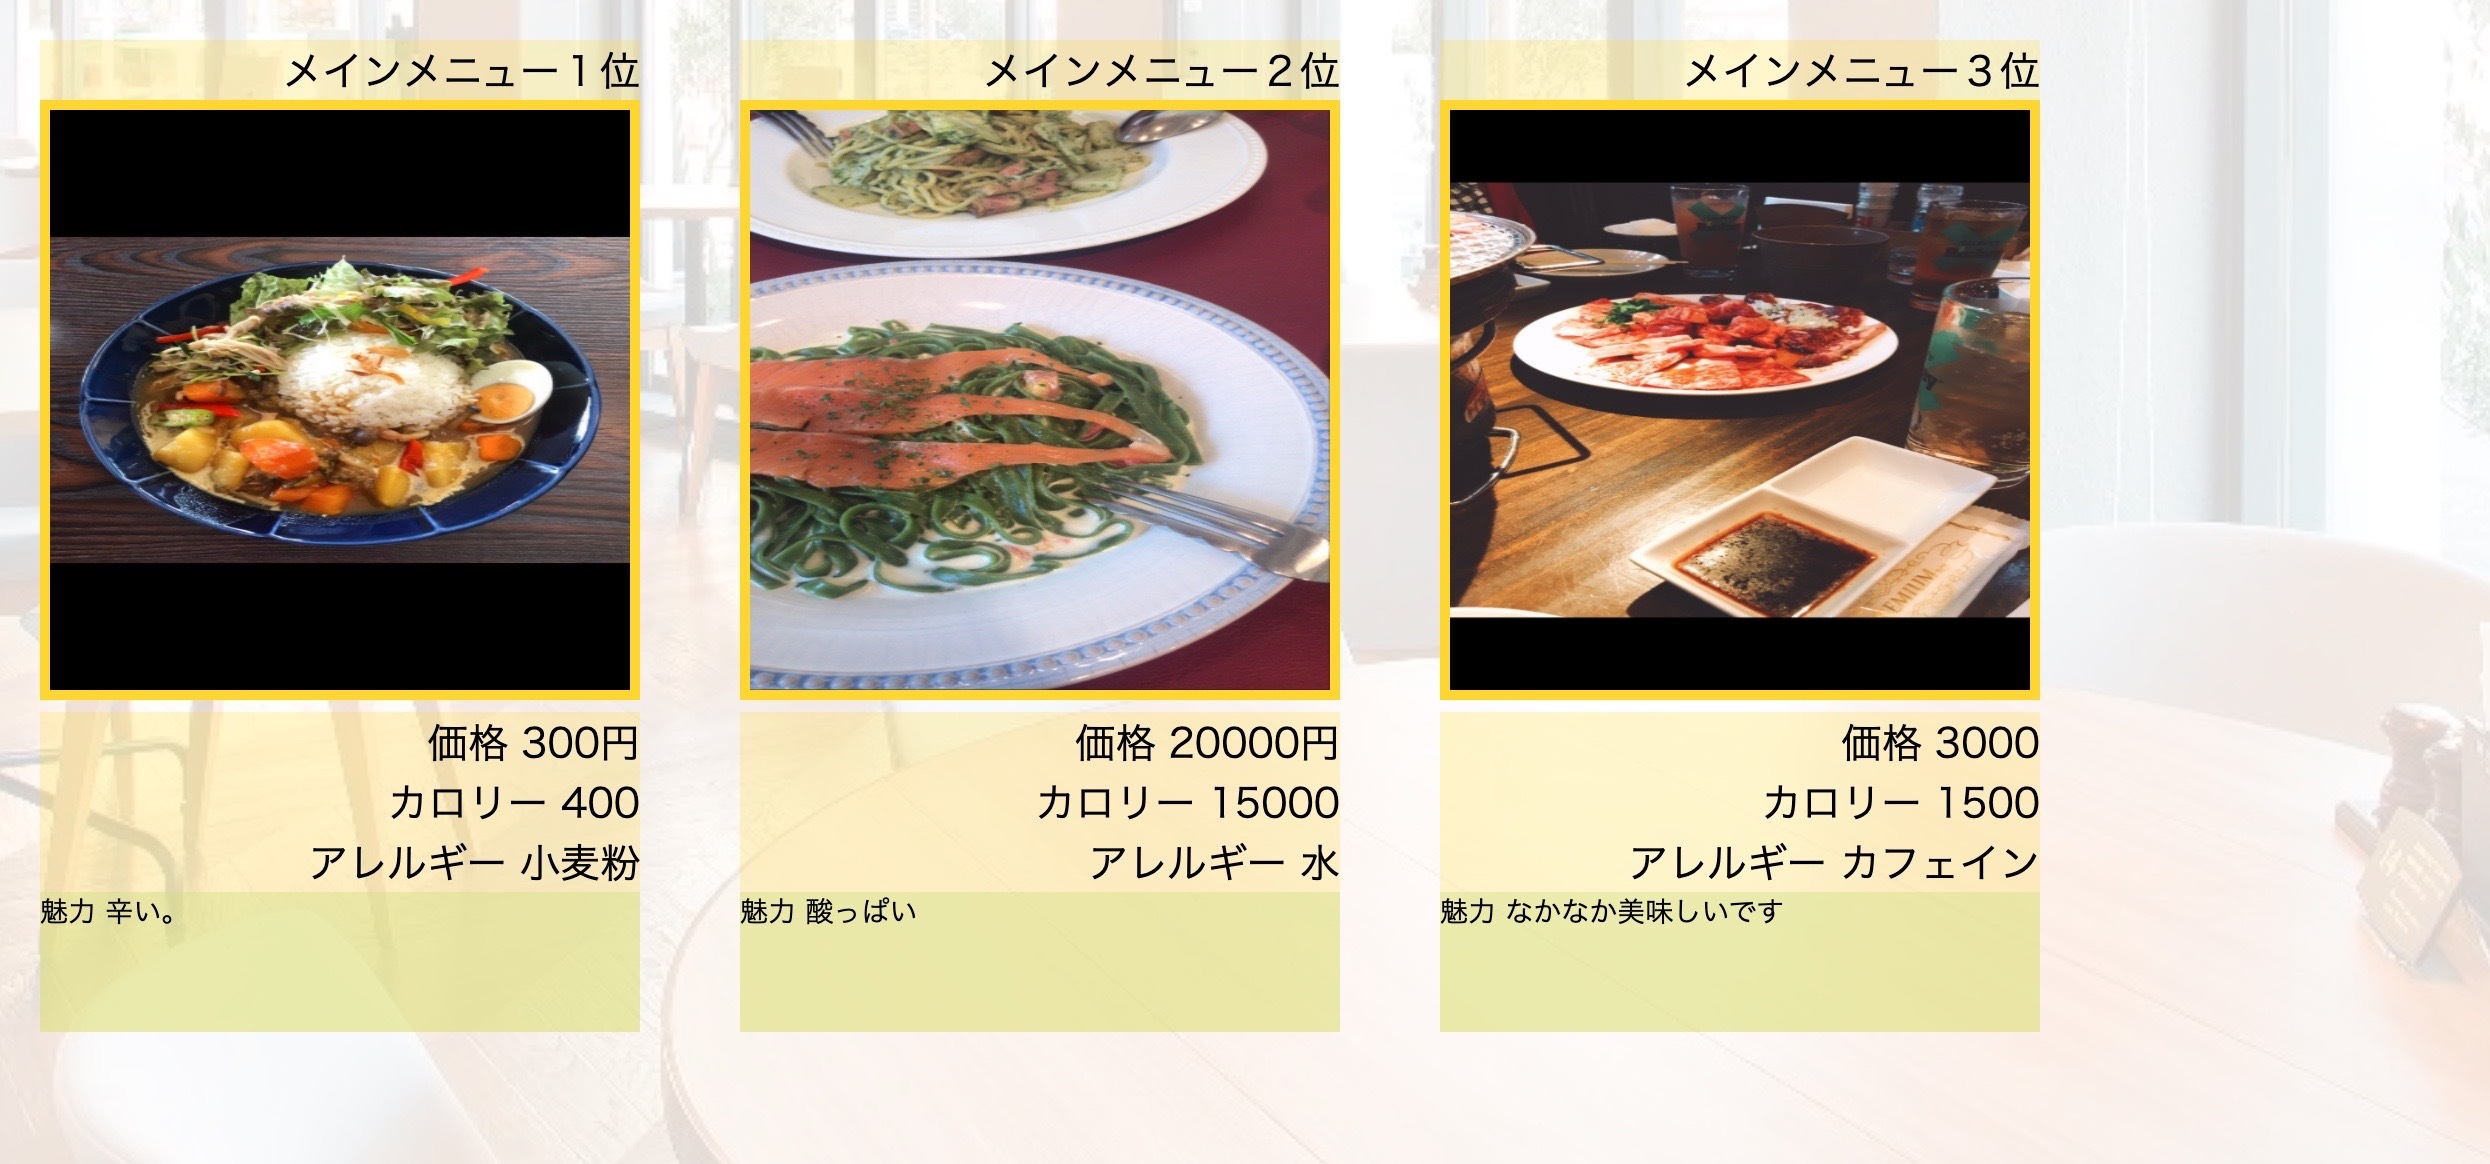 メインメニュー１位
メインメニュー２位
メインメニュー３位
EMIUM
価格 300円
カロリー 400
アレルギー 小麦粉
魅力 辛い。
価格 20000円
カロリー 15000
アレルギー 水
魅力 酸っぱい
価格 3000
カロリー 1500
アレルギー カフェイン
魅力 なかなか美味しいです